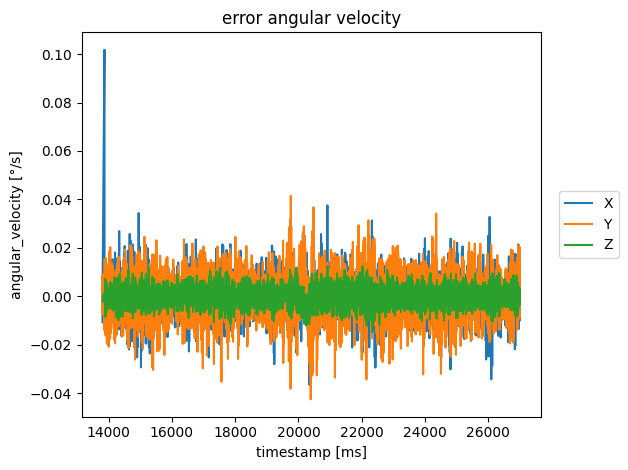 error angular velocity
angular_velocity [°/s]
0.10
0.08
0.06
0.04
0.02
0.00
−0.02
−0.04
14000 16000 18000 20000 22000 24000 26000
timestamp [ms]
X
Y
Z